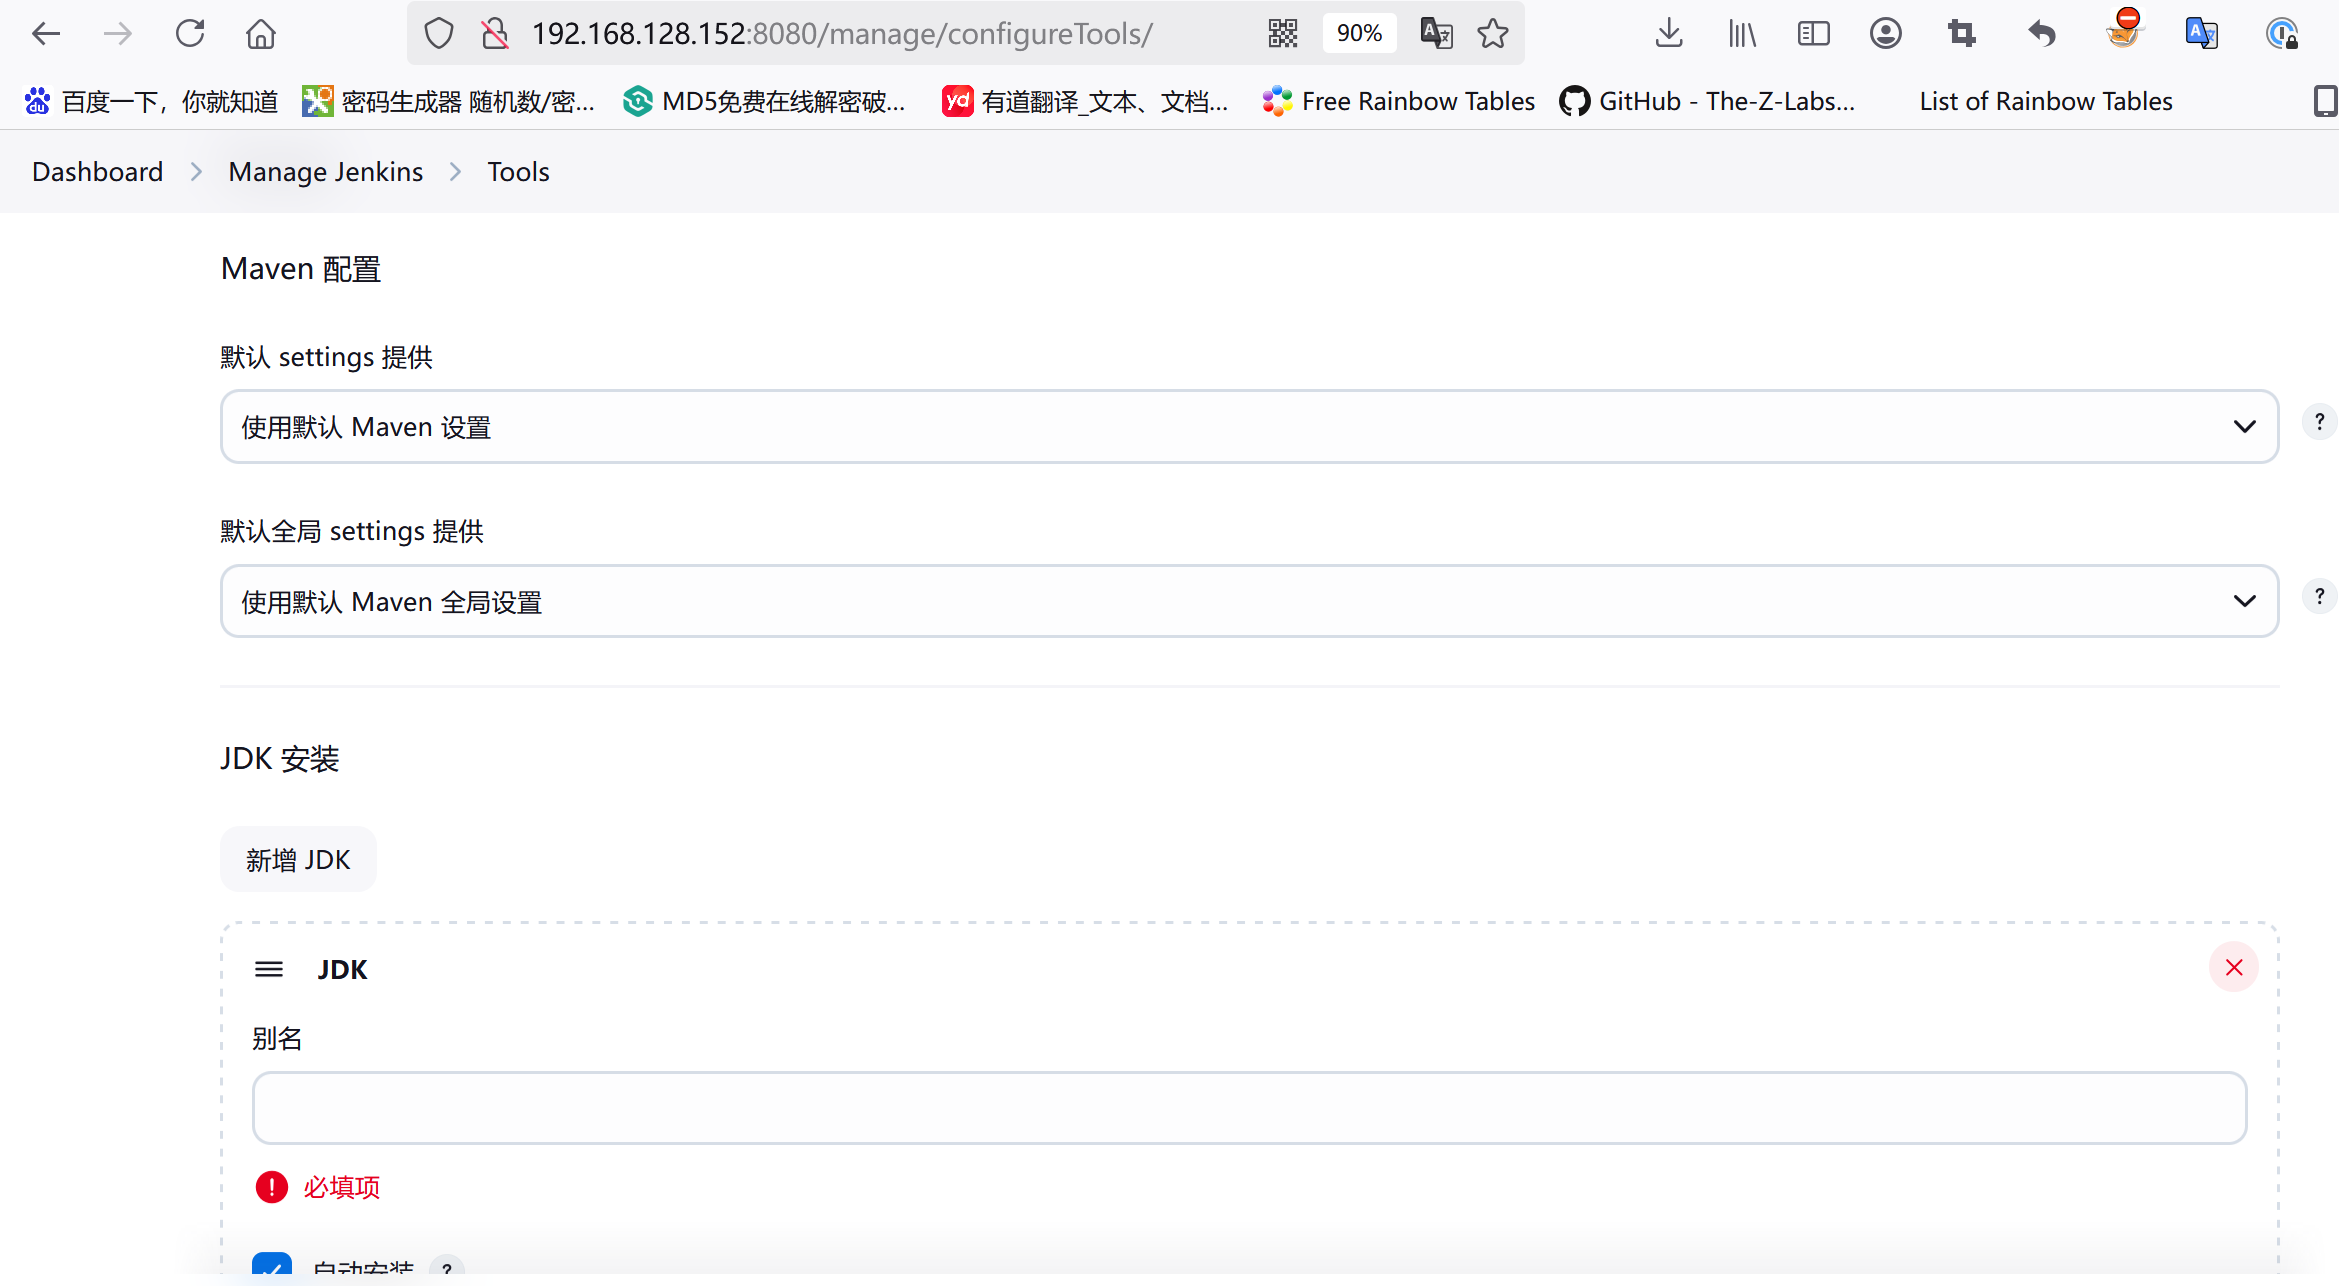 192.168.128.152:8080/manage/configureTools/
90%
百度一下，你就知道
密码生成器 随机数/密...
MD5免费在线解密破...
有道翻译_文本、文档...
Free Rainbow Tables
GitHub - The-Z-Labs...
List of Rainbow Tables
Dashboard
Manage Jenkins
Tools
Maven 配置
默认 settings 提供
使用默认 Maven 设置
?
默认全局 settings 提供
使用默认 Maven 全局设置
?
JDK 安装
新增 JDK
JDK
别名
必填项
自动安装
?